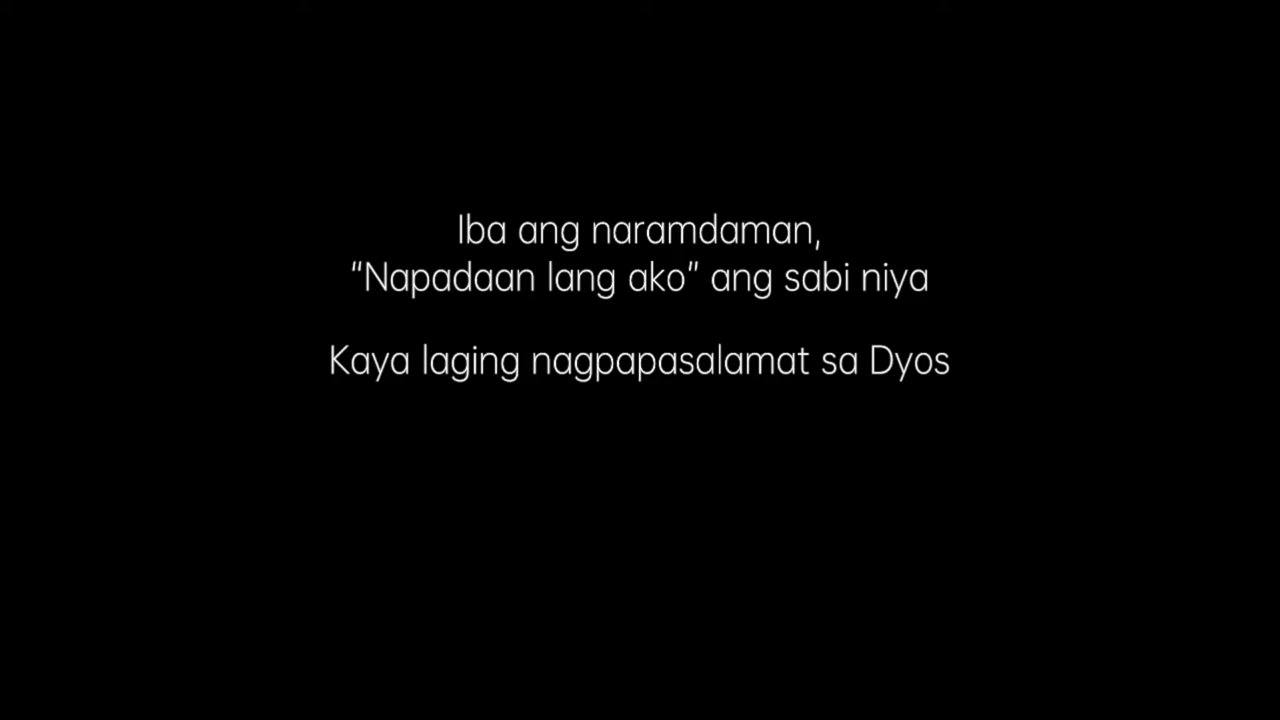 Iba ang naramdaman,
“Napadaan lang ako” ang sabi niya
Kaya laging nagpapasalamat sa Dyos